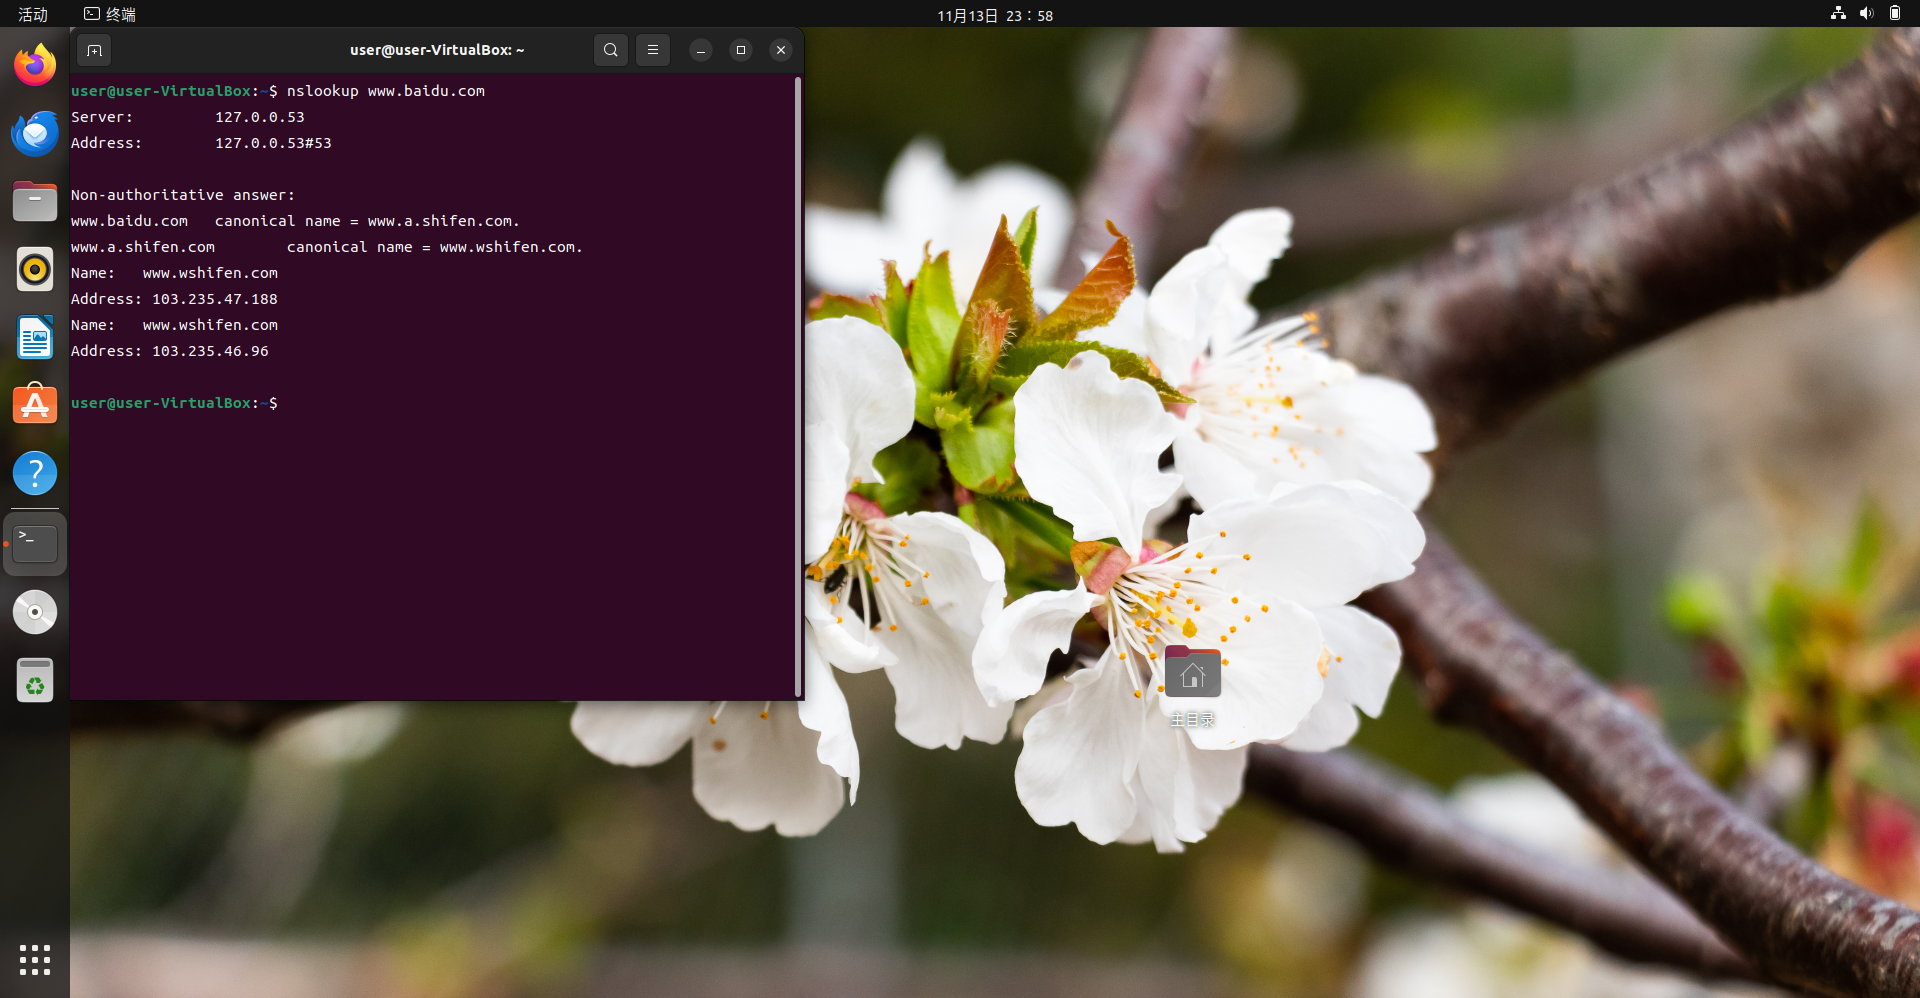 活动
终端
11月13日 23：58
user@user-VirtualBox: ~
user@user-VirtualBox:~$ nslookup www.baidu.com
Server:		127.0.0.53
Address:	127.0.0.53#53
Non-authoritative answer:
www.baidu.com	canonical name = www.a.shifen.com.
www.a.shifen.com	canonical name = www.wshifen.com.
Name:	www.wshifen.com
Address: 103.235.47.188
Name:	www.wshifen.com
Address: 103.235.46.96
user@user-VirtualBox:~$
主目录